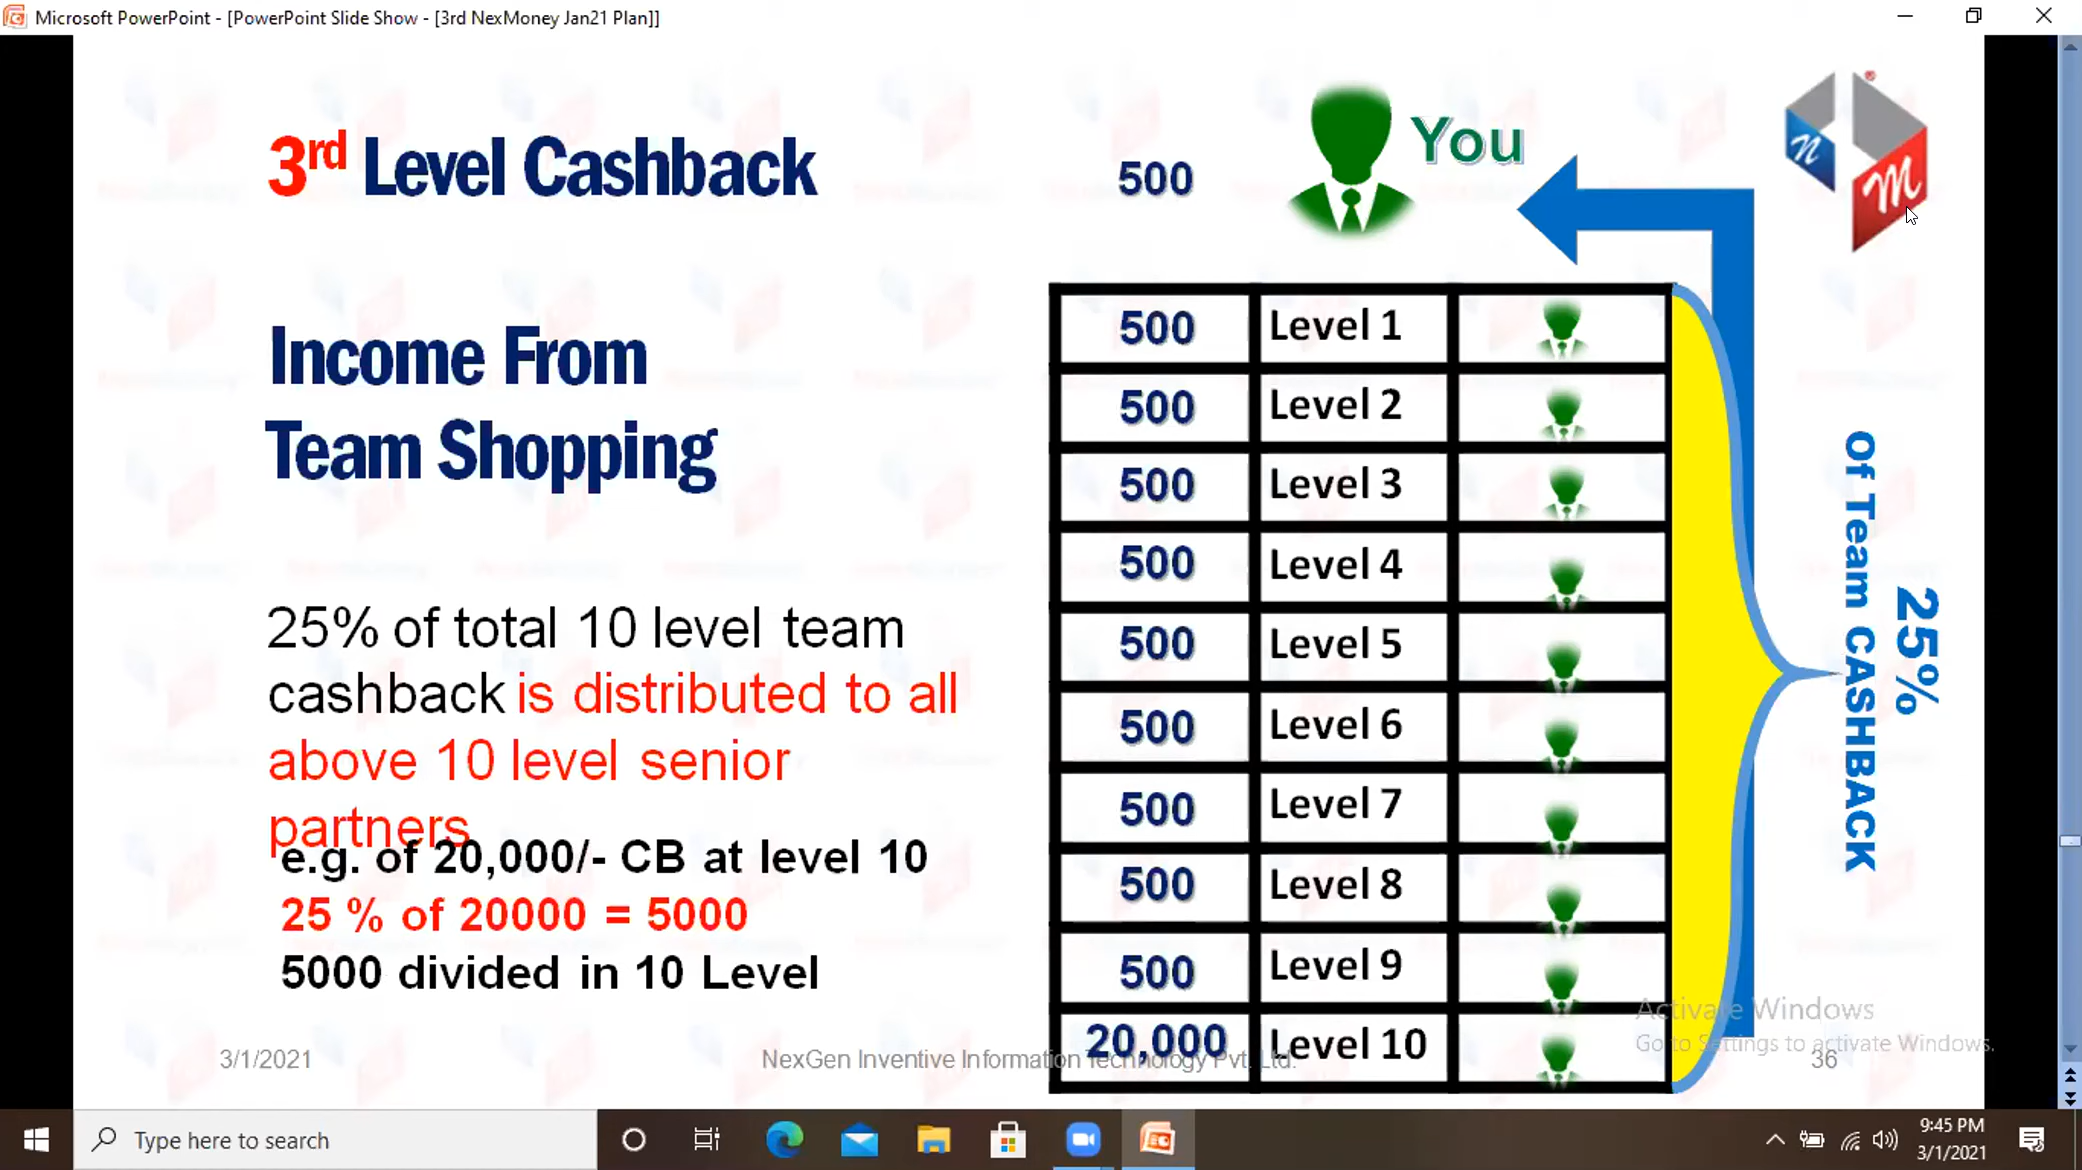 Microsoft PowerPoint - [PowerPoint Slide Show - [3rd NexMoney Jan21 Plan]]
3rd Level Cashback
500
You
n
m
Income From
Team Shopping
25% of total 10 level team
cashback is distributed to all
above 10 level senior
partners
e.g. of 20,000/- CB at level 10
25 % of 20000 = 5000
5000 divided in 10 Level
500 Level 1
500 Level 2
500 Level 3
500 Level 4
500 Level 5
500 Level 6
500 Level 7
500 Level 8
500 Level 9
20,000 Level 10
25%
Of Team CASHBACK
Activate Windows
Go to Settings to activate Windows.
3/1/2021
NexGen Inventive Information Technology Pvt. Ltd.
36
Type here to search
9:45 PM
3/1/2021